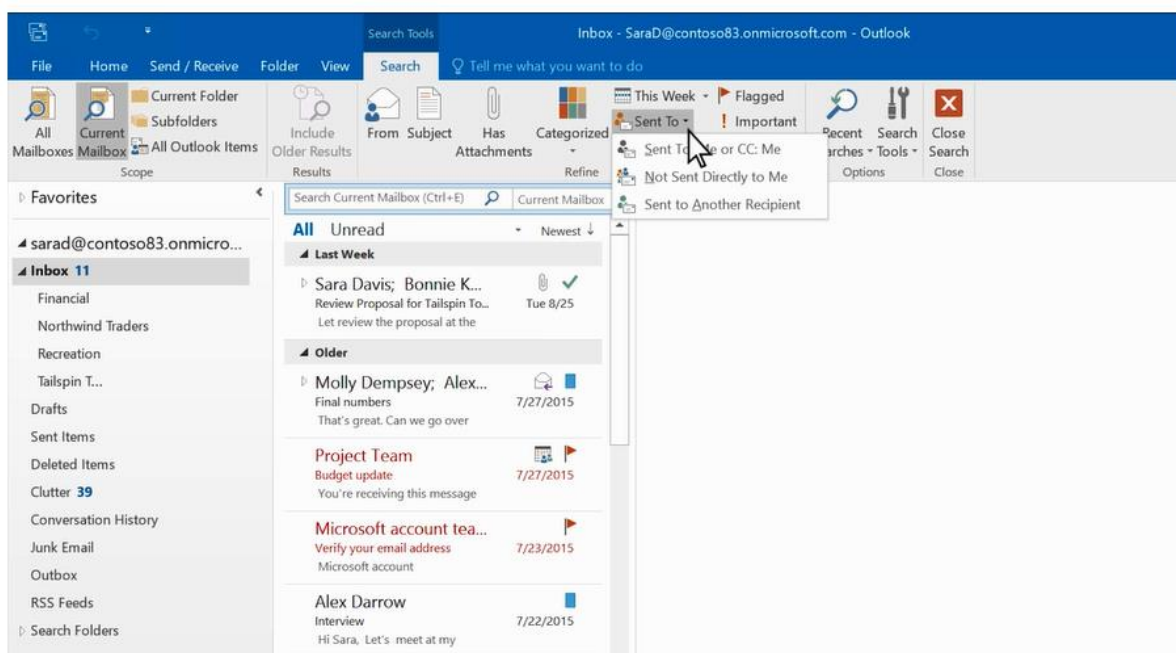 Search Tools
Inbox - SaraD@contoso83.onmicrosoft.com - Outlook
File Home Send / Receive Folder View Search Tell me what you want to do
All Mailboxes
Current Mailbox
Current Folder
Subfolders
All Outlook Items
Scope
Include Older Results
Results
From
Subject
Has Attachments
Categorized
This Week
Sent To
Flagged
Important
Refine
Recent
Search Tools
Options
Close Search
Close
Sent To Me or CC: Me
Not Sent Directly to Me
Sent to Another Recipient
Favorites
sarad@contoso83.onmicro...
Inbox 11
Financial
Northwind Traders
Recreation
Tailspin T...
Drafts
Sent Items
Deleted Items
Clutter 39
Conversation History
Junk Email
Outbox
RSS Feeds
Search Folders
Search Current Mailbox (Ctrl+E) Current Mailbox
All Unread Newest ↓
Last Week
Sara Davis; Bonnie K...
Review Proposal for Tailspin To... Tue 8/25
Let review the proposal at the
Older
Molly Dempsey; Alex...
Final numbers 7/27/2015
That's great. Can we go over
Project Team
Budget update 7/27/2015
You're receiving this message
Microsoft account tea...
Verify your email address 7/23/2015
Microsoft account
Alex Darrow
Interview 7/22/2015
Hi Sara, Let's meet at my